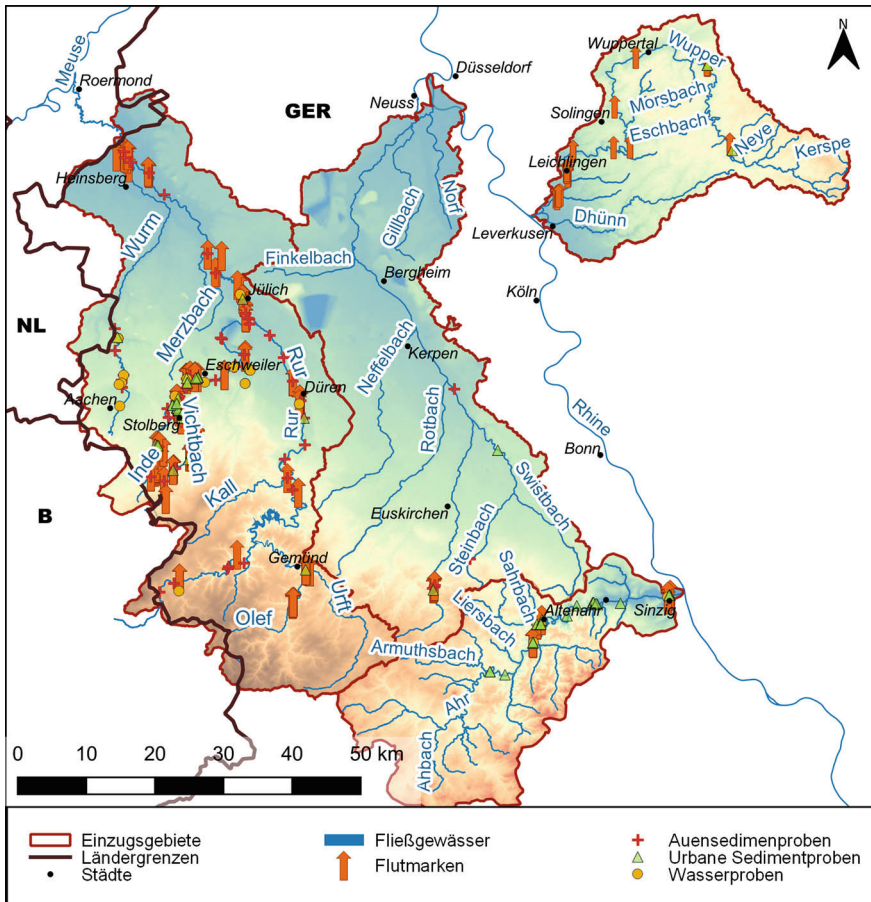 Meuse
Roermond
Düsseldorf
Neuss
GER
N
Wuppertal
Wupper
Morsbach
Solingen
Eschbach
Neye
Kerspe
Leichlingen
Dhünn
Leverkusen
Heinsberg
Wurm
Gillbach
Norf
Finkelbach
Bergheim
Jülich
Köln
NL
Merzbach
Rur
Neffelbach
Kerpen
Eschweiler
Düren
Aachen
Vichtbach
Stolberg
Rur
Rotbach
Rhine
Bonn
Inde
Kall
Swistbach
B
Euskirchen
Steinbach
Gemünd
Urft
Sahrbach
Olef
Liersbach
Altenahr
Sinzig
Armuthsbach
Ahr
Ahbach
0 10 20 30 40 50 km
Einzugsgebiete
Ländergrenzen
Städte
Fließgewässer
Flutmarken
Auensedimenproben
Urbane Sedimentproben
Wasserproben